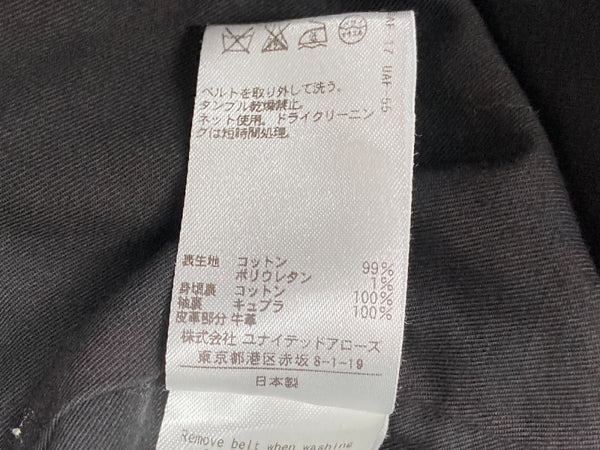 ベルトを取り外して洗う。
タンブル乾燥禁止。
ネット使用。ドライクリーニン
グは短時間処理。
表生地 コットン 99%
ポリウレタン 1%
身頃裏 コットン 100%
袖裏 キュプラ 100%
皮革部分 牛革
株式会社 ユナイテッドアローズ
東京都港区赤坂8-1-19
日本製
Remove belt when washing